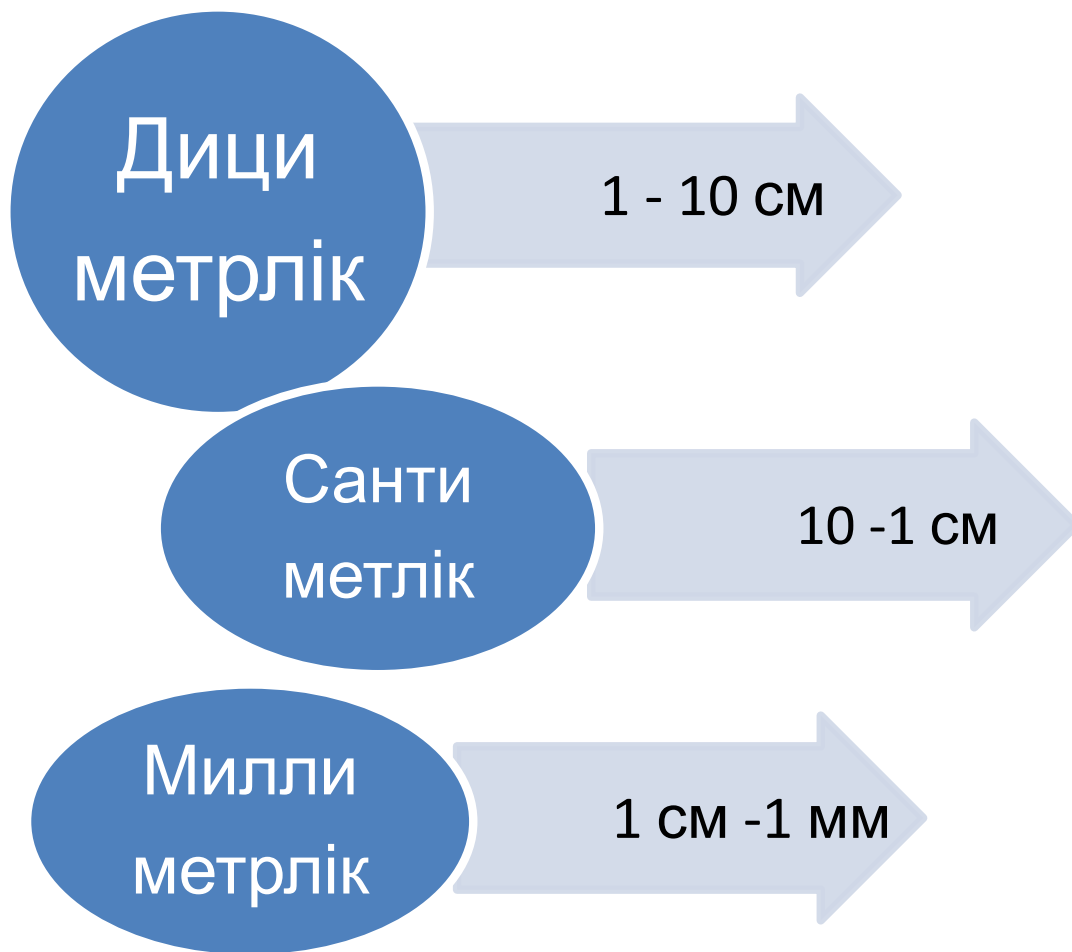 Дици
метрлік
1 - 10 см
Санти
метлік
10 -1 см
Милли
метрлік
1 см -1 мм